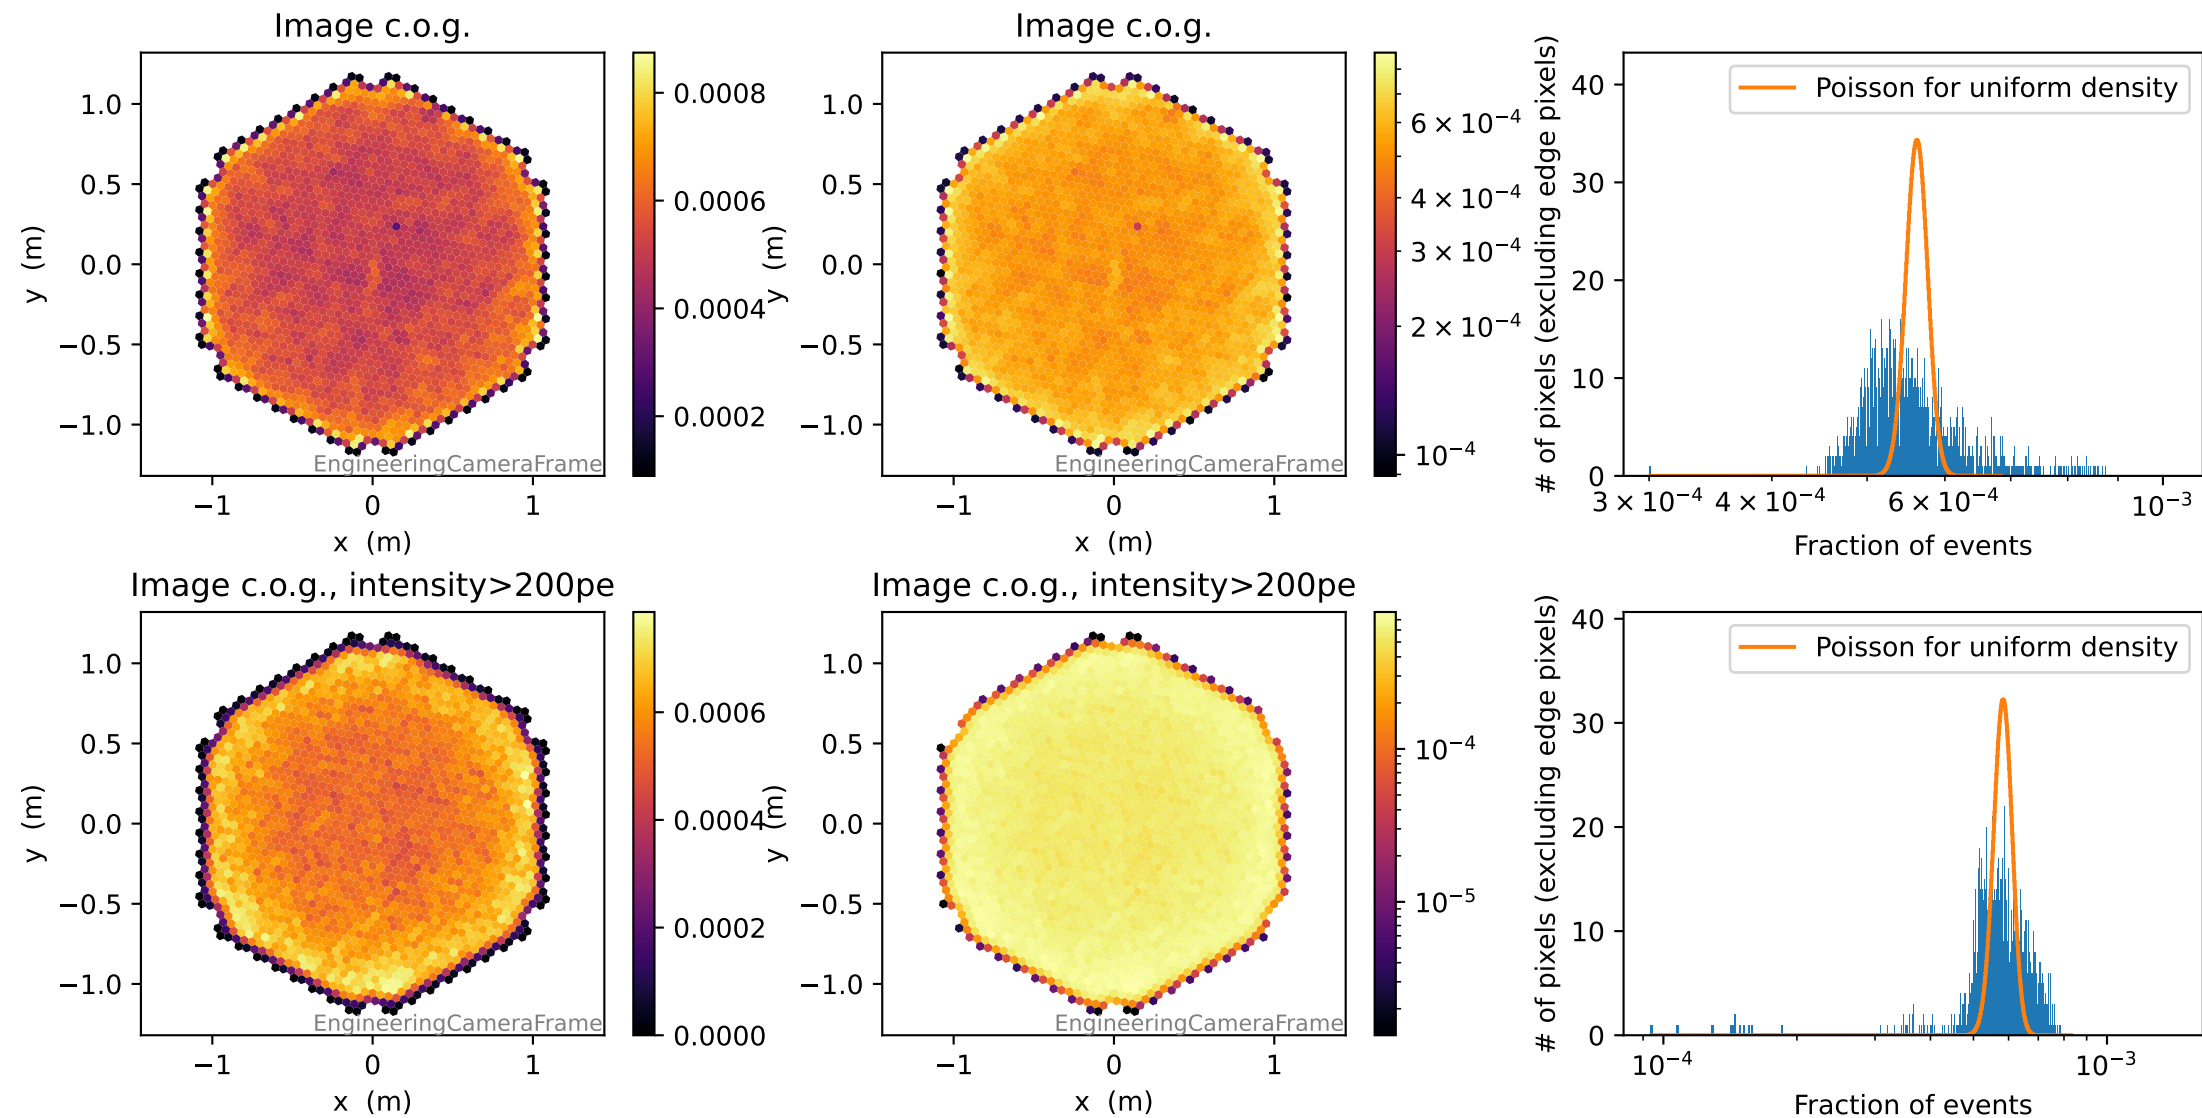 Image c.o.g.
1.0
0.5
0.0
−0.5
−1.0
y (m)
−1
0
1
x (m)
EngineeringCameraFrame
0.0008
0.0006
0.0004
0.0002
Image c.o.g.
1.0
0.5
0.0
−0.5
−1.0
y (m)
−1
0
1
x (m)
EngineeringCameraFrame
6 × 10⁻⁴
4 × 10⁻⁴
3 × 10⁻⁴
2 × 10⁻⁴
10⁻⁴
# of pixels (excluding edge pixels)
40
30
20
10
0
Poisson for uniform density
3 × 10⁻⁴
4 × 10⁻⁴
6 × 10⁻⁴
10⁻³
Fraction of events
Image c.o.g., intensity>200pe
1.0
0.5
0.0
−0.5
−1.0
y (m)
−1
0
1
x (m)
EngineeringCameraFrame
0.0006
0.0004
0.0002
0.0000
Image c.o.g., intensity>200pe
1.0
0.5
0.0
−0.5
−1.0
y (m)
−1
0
1
x (m)
EngineeringCameraFrame
10⁻⁴
10⁻⁵
# of pixels (excluding edge pixels)
40
30
20
10
0
Poisson for uniform density
10⁻⁴
10⁻³
Fraction of events